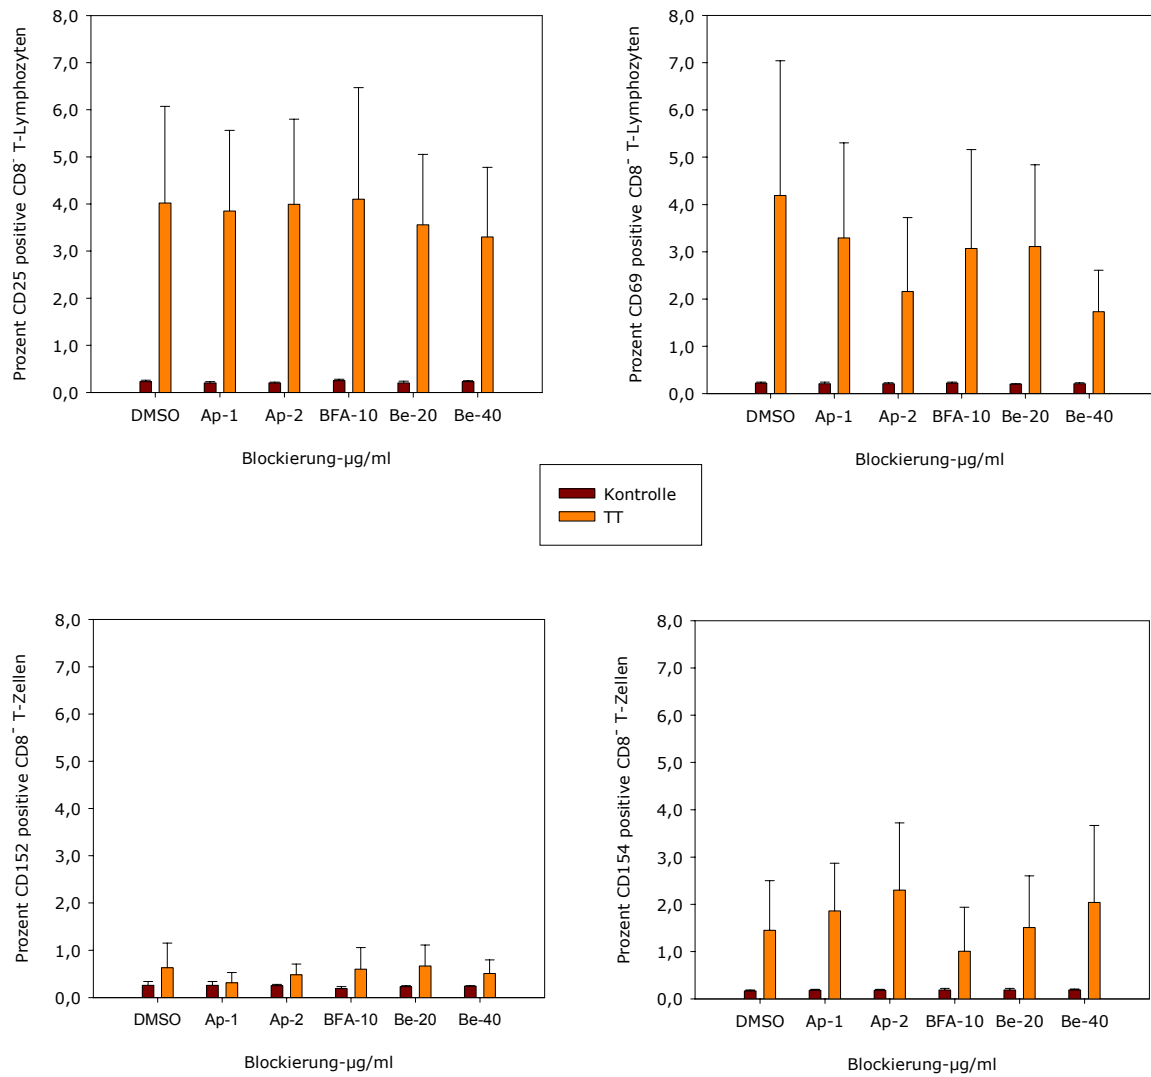 Prozent CD25 positive CD8⁻ T-Lymphozyten
8,0
7,0
6,0
5,0
4,0
3,0
2,0
1,0
0,0
DMSO Ap-1 Ap-2 BFA-10 Be-20 Be-40
Blockierung-µg/ml
Prozent CD69 positive CD8⁻ T-Lymphozyten
8,0
7,0
6,0
5,0
4,0
3,0
2,0
1,0
0,0
DMSO Ap-1 Ap-2 BFA-10 Be-20 Be-40
Blockierung-µg/ml
Kontrolle
TT
Prozent CD152 positive CD8⁻ T-Zellen
8,0
7,0
6,0
5,0
4,0
3,0
2,0
1,0
0,0
DMSO Ap-1 Ap-2 BFA-10 Be-20 Be-40
Blockierung-µg/ml
Prozent CD154 positive CD8⁻ T-Zellen
8,0
7,0
6,0
5,0
4,0
3,0
2,0
1,0
0,0
DMSO Ap-1 Ap-2 BFA-10 Be-20 Be-40
Blockierung-µg/ml